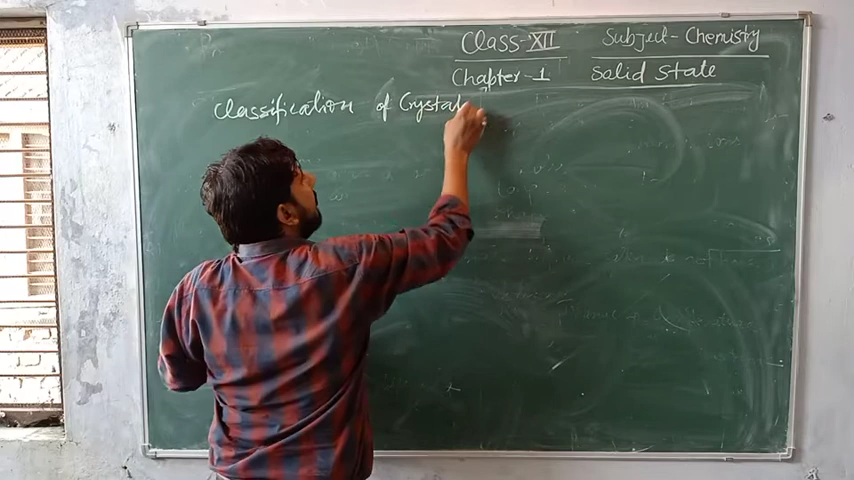 Class-XII Subject-Chemistry
Chapter-1 Solid State
Classification of Crystal